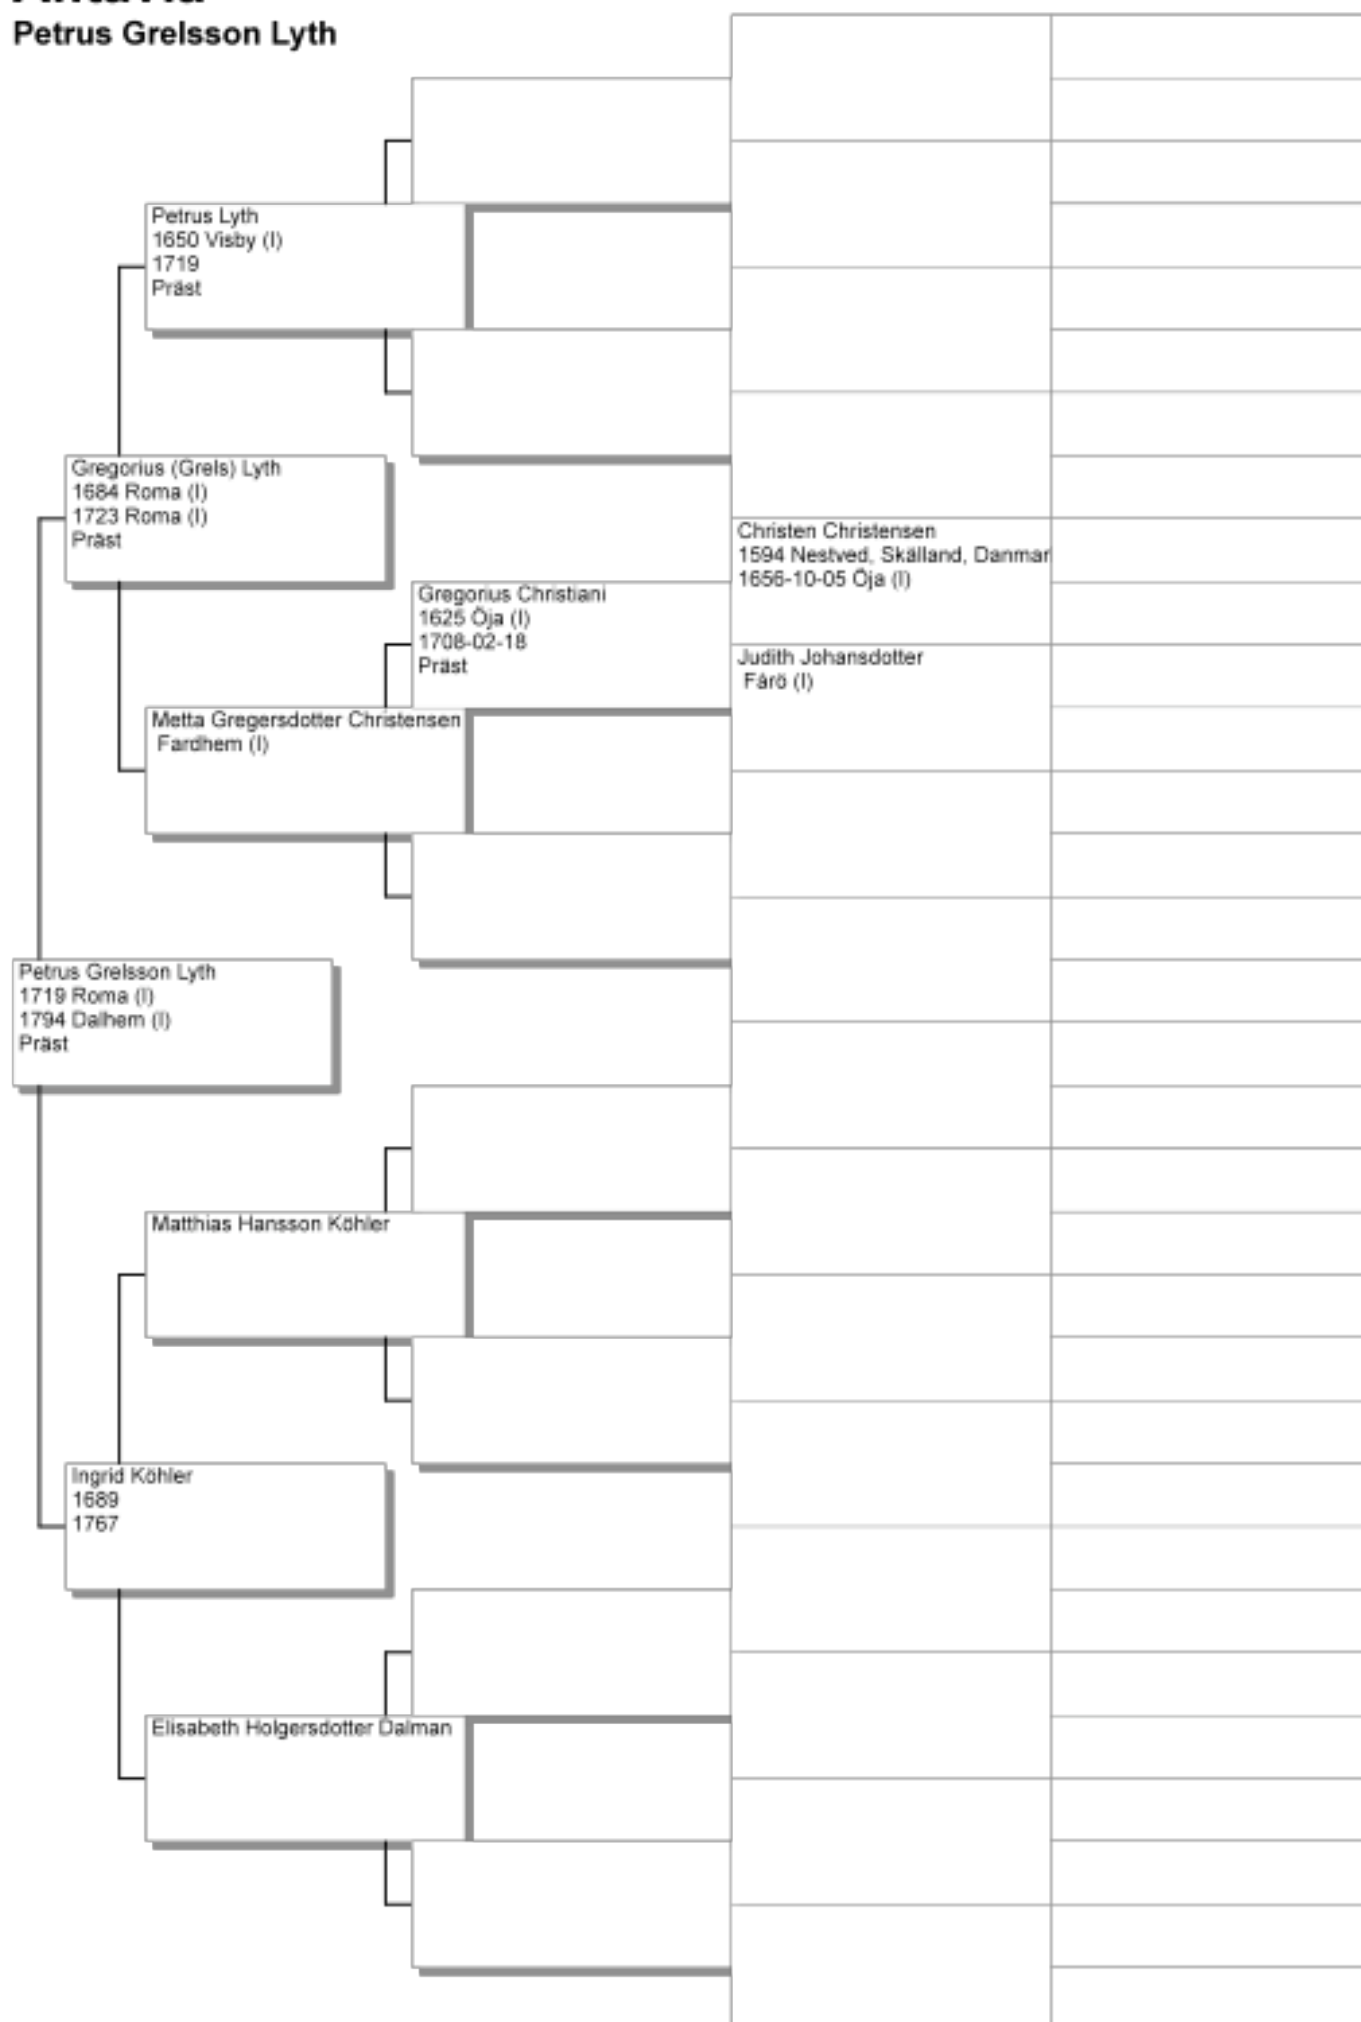 Petrus Grelsson Lyth
Petrus Lyth
1650 Visby (I)
1719
Präst
Gregorius (Grels) Lyth
1684 Roma (I)
1723 Roma (I)
Präst
Christen Christensen
1594 Nestved, Skälland, Danmar
1656-10-05 Öja (I)
Gregorius Christiani
1625 Öja (I)
1708-02-18
Präst
Judith Johansdotter
Fårö (I)
Metta Gregersdotter Christensen
Fardhem (I)
Petrus Grelsson Lyth
1719 Roma (I)
1794 Dalhem (I)
Präst
Matthias Hansson Köhler
Ingrid Köhler
1689
1767
Elisabeth Holgersdotter Dalman